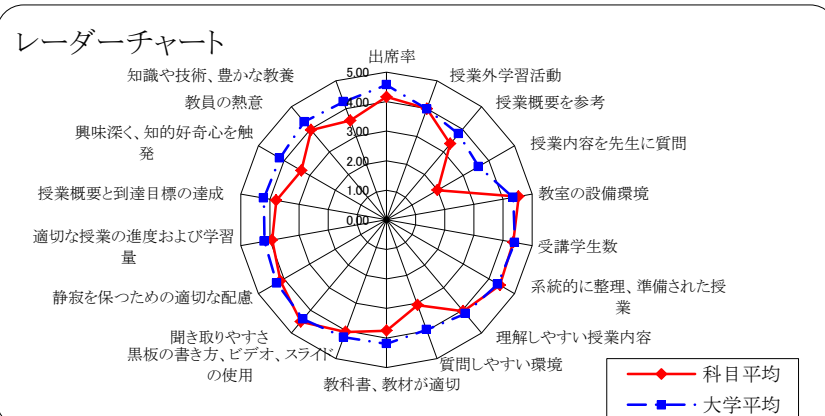 レーダーチャート
出席率
授業外学習活動
授業概要を参考
授業内容を先生に質問
教室の設備環境
受講学生数
系統的に整理、準備された授
業
理解しやすい授業内容
質問しやすい環境
教科書、教材が適切
黒板の書き方、ビデオ、スライド
の使用
聞き取りやすさ
静寂を保つための適切な配慮
適切な授業の進度および学習
量
授業概要と到達目標の達成
興味深く、知的好奇心を触
発
教員の熱意
知識や技術、豊かな教養
5.00
4.00
3.00
2.00
1.00
0.00
科目平均
大学平均